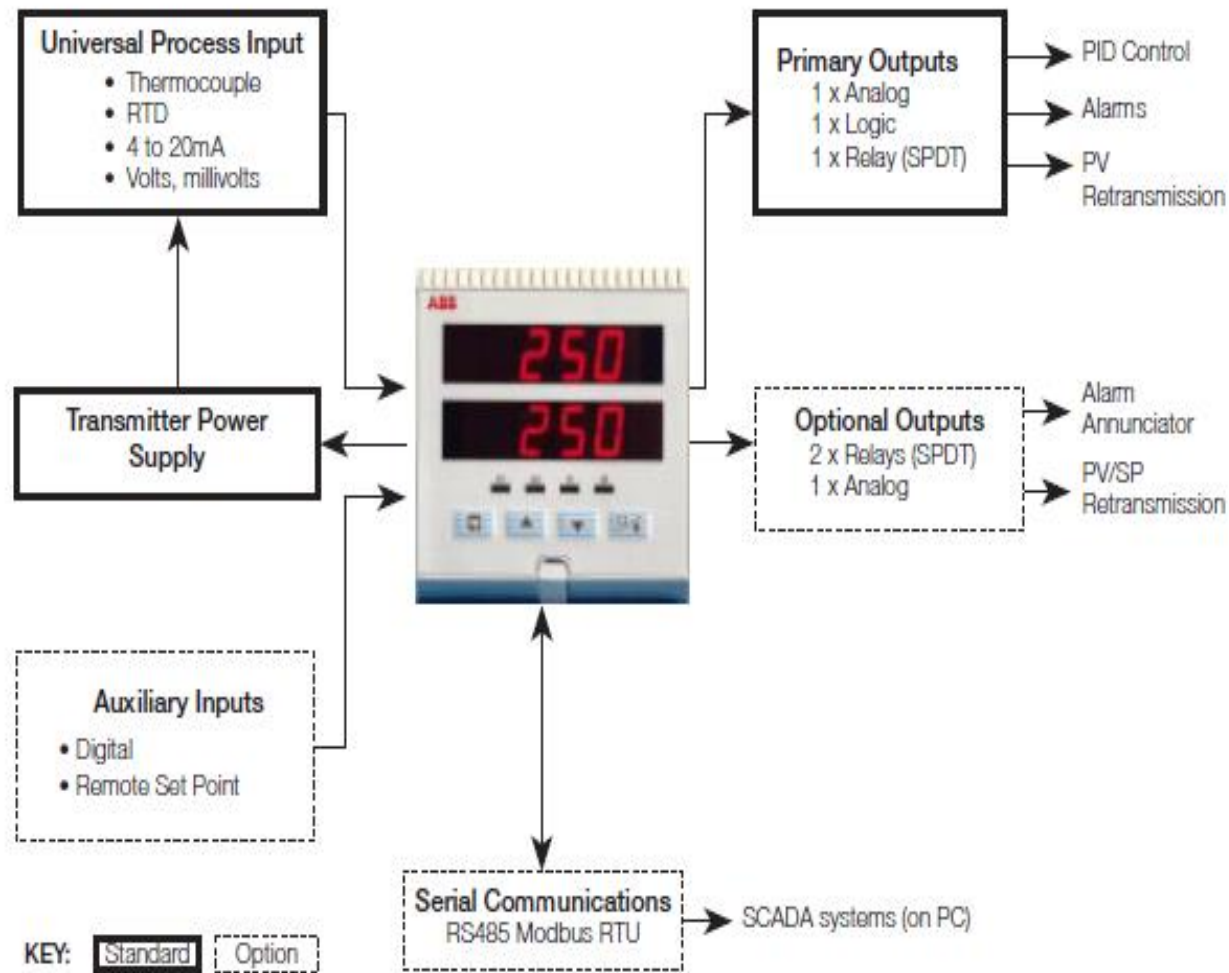 Universal Process Input
• Thermocouple
• RTD
• 4 to 20mA
• Volts, millivolts
Primary Outputs
1 x Analog
1 x Logic
1 x Relay (SPDT)
PID Control
Alarms
PV
Retransmission
ABB
250
250
Transmitter Power
Supply
Optional Outputs
2 x Relays (SPDT)
1 x Analog
Alarm
Annunciator
PV/SP
Retransmission
Auxiliary Inputs
• Digital
• Remote Set Point
Serial Communications
RS485 Modbus RTU
SCADA systems (on PC)
KEY: Standard Option